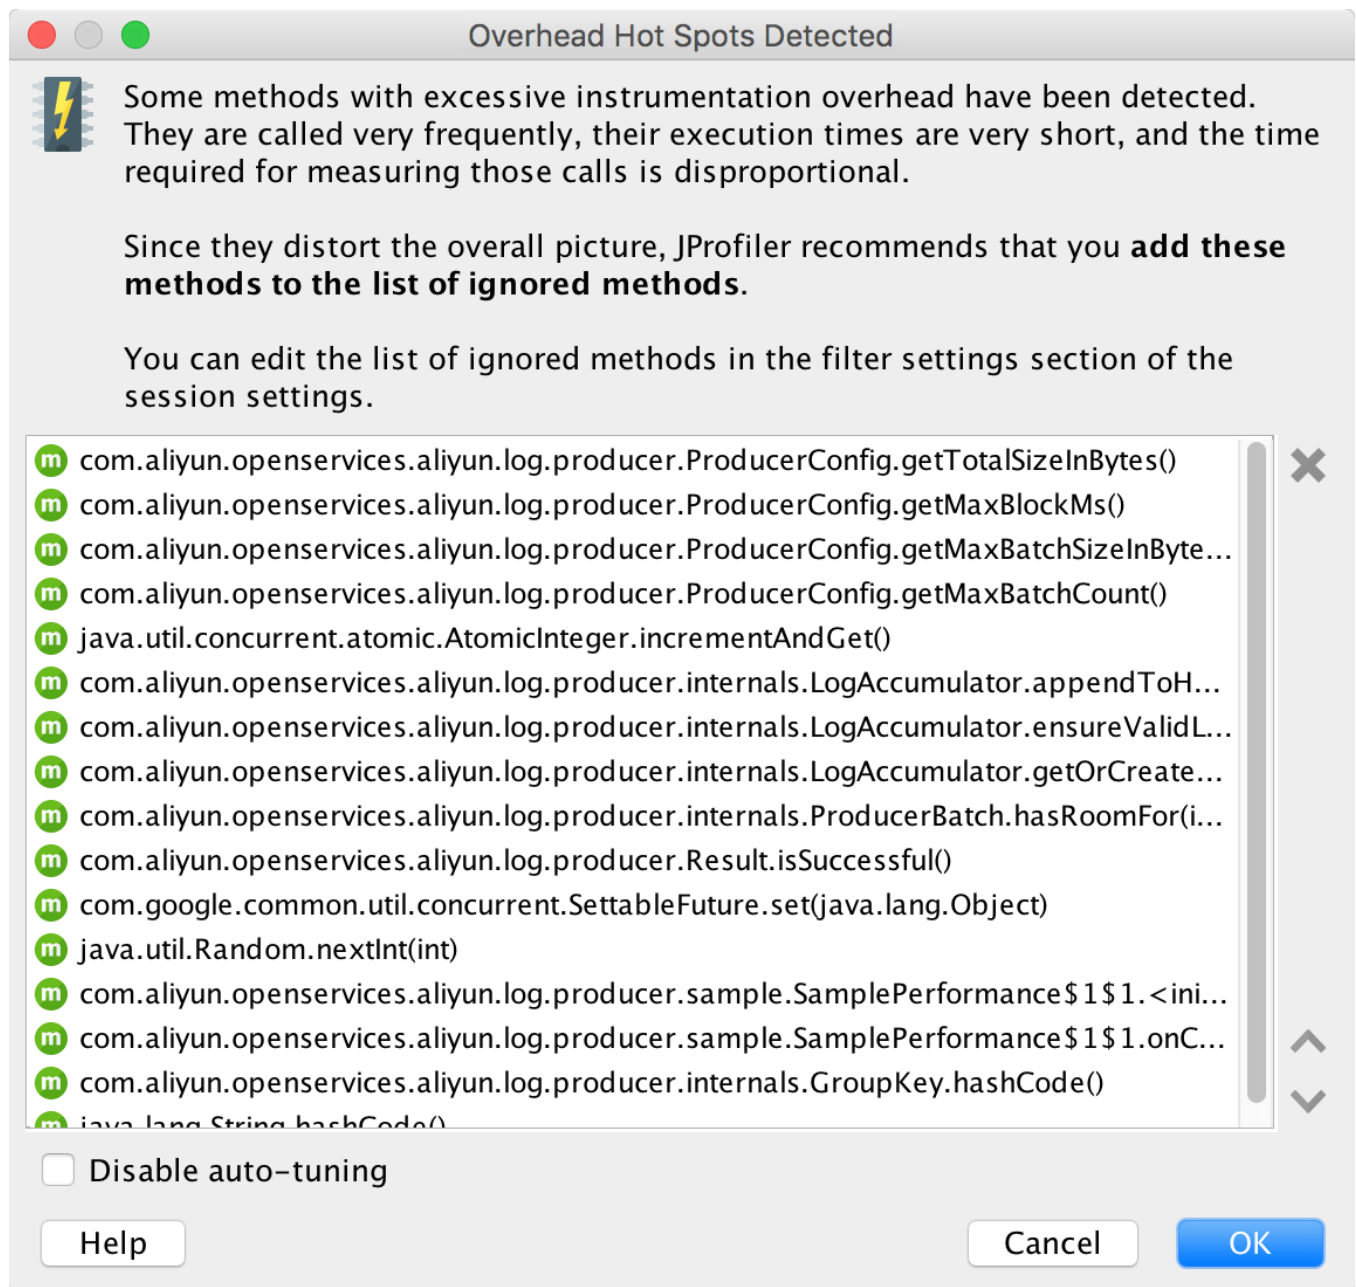 Overhead Hot Spots Detected
Some methods with excessive instrumentation overhead have been detected.
They are called very frequently, their execution times are very short, and the time
required for measuring those calls is disproportional.
Since they distort the overall picture, JProfiler recommends that you add these
methods to the list of ignored methods.
You can edit the list of ignored methods in the filter settings section of the
session settings.
m com.aliyun.openservices.aliyun.log.producer.ProducerConfig.getTotalSizeInBytes()
m com.aliyun.openservices.aliyun.log.producer.ProducerConfig.getMaxBlockMs()
m com.aliyun.openservices.aliyun.log.producer.ProducerConfig.getMaxBatchSizeInByte...
m com.aliyun.openservices.aliyun.log.producer.ProducerConfig.getMaxBatchCount()
m java.util.concurrent.atomic.AtomicInteger.incrementAndGet()
m com.aliyun.openservices.aliyun.log.producer.internals.LogAccumulator.appendToH...
m com.aliyun.openservices.aliyun.log.producer.internals.LogAccumulator.ensureValidL...
m com.aliyun.openservices.aliyun.log.producer.internals.LogAccumulator.getOrCreate...
m com.aliyun.openservices.aliyun.log.producer.internals.ProducerBatch.hasRoomFor(i...
m com.aliyun.openservices.aliyun.log.producer.Result.isSuccessful()
m com.google.common.util.concurrent.SettableFuture.set(java.lang.Object)
m java.util.Random.nextInt(int)
m com.aliyun.openservices.aliyun.log.producer.sample.SamplePerformance$1$1.<ini...
m com.aliyun.openservices.aliyun.log.producer.sample.SamplePerformance$1$1.onC...
m com.aliyun.openservices.aliyun.log.producer.internals.GroupKey.hashCode()
m java.lang.String.hashCode()
Disable auto-tuning
Help
Cancel
OK